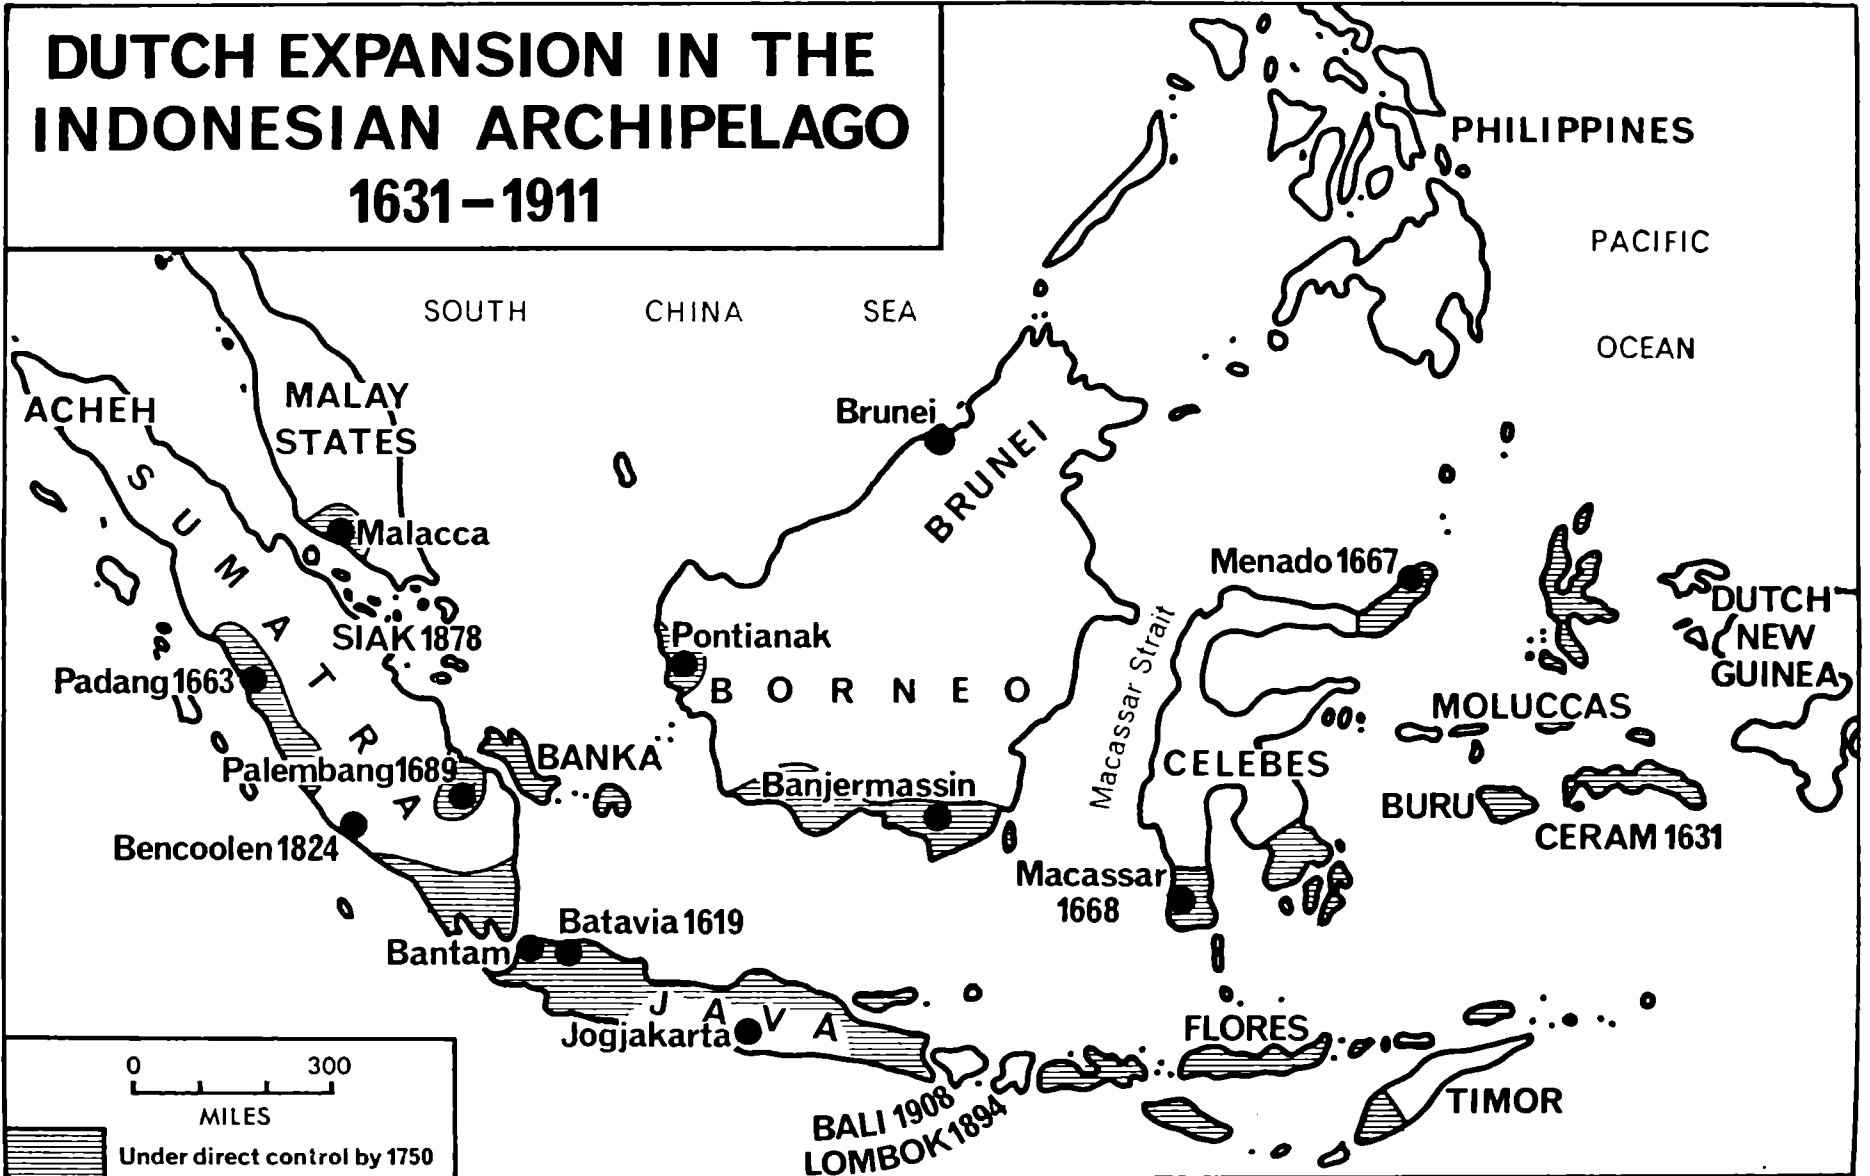 DUTCH EXPANSION IN THE
INDONESIAN ARCHIPELAGO
1631–1911
PHILIPPINES
PACIFIC
OCEAN
SOUTH CHINA SEA
ACHEH
MALAY
STATES
Malacca
SUMATRA
SIAK 1878
Padang 1663
Palembang 1689
BANKA
Bencoolen 1824
Brunei
BRUNEI
Pontianak
BORNEO
Banjermassin
Macassar Strait
Menado 1667
CELEBES
Macassar
1668
MOLUCCAS
DUTCH
NEW
GUINEA
BURU
CERAM 1631
Batavia 1619
Bantam
JAVA
Jogjakarta
BALI 1908
LOMBOK 1894
FLORES
TIMOR
0 300
MILES
Under direct control by 1750